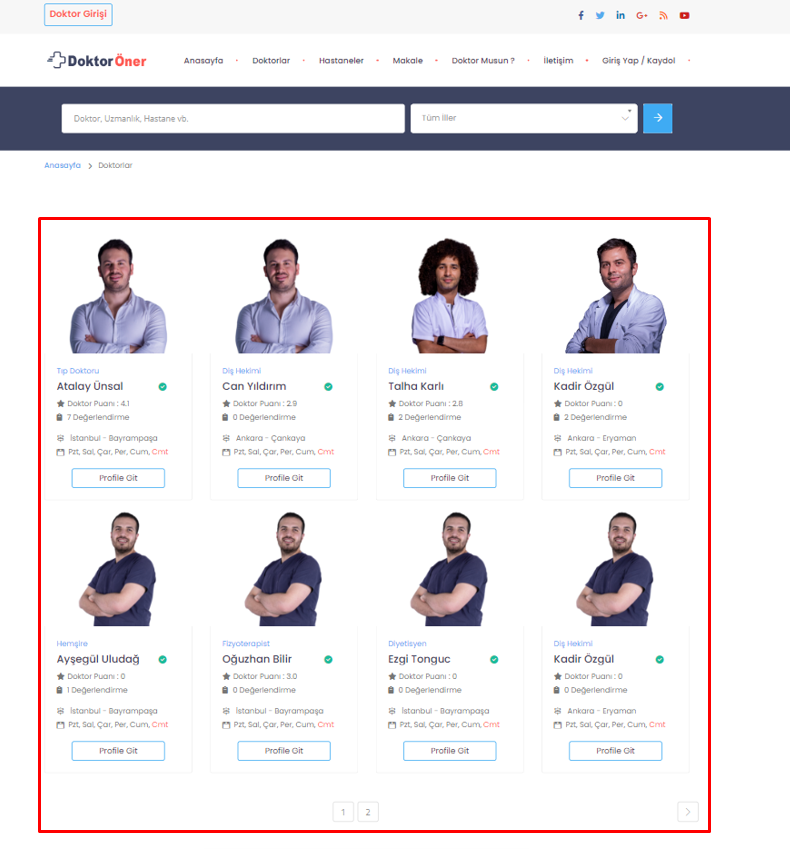 Doktor Girişi
DoktorÖner
Anasayfa Doktorlar Hastaneler Makale Doktor Musun ? İletişim Giriş Yap / Kaydol
Doktor, Uzmanlık, Hastane vb.
Tüm İller
Anasayfa > Doktorlar
Tıp Doktoru
Atalay Ünsal
Doktor Puanı : 4,1
7 Değerlendirme
İstanbul - Bayrampaşa
Pzt, Sal, Çar, Per, Cum, Cmt
Profile Git
Diş Hekimi
Can Yıldırım
Doktor Puanı : 2.9
0 Değerlendirme
Ankara - Çankaya
Pzt, Sal, Çar, Per, Cum, Cmt
Profile Git
Diş Hekimi
Talha Karlı
Doktor Puanı : 2.8
2 Değerlendirme
Ankara - Çankaya
Pzt, Sal, Çar, Per, Cum, Cmt
Profile Git
Diş Hekimi
Kadir Özgül
Doktor Puanı : 0
2 Değerlendirme
Ankara - Eryaman
Pzt, Sal, Çar, Per, Cum, Cmt
Profile Git
Hemşire
Ayşegül Uludağ
Doktor Puanı : 0
1 Değerlendirme
İstanbul - Bayrampaşa
Pzt, Sal, Çar, Per, Cum, Cmt
Profile Git
Fizyoterapist
Oğuzhan Bilir
Doktor Puanı : 3.0
0 Değerlendirme
İstanbul - Bayrampaşa
Pzt, Sal, Çar, Per, Cum, Cmt
Profile Git
Diyetisyen
Ezgi Tonguc
Doktor Puanı : 0
0 Değerlendirme
İstanbul - Bayrampaşa
Pzt, Sal, Çar, Per, Cum, Cmt
Profile Git
Diş Hekimi
Kadir Özgül
Doktor Puanı : 0
0 Değerlendirme
Ankara - Eryaman
Pzt, Sal, Çar, Per, Cum, Cmt
Profile Git
1 2